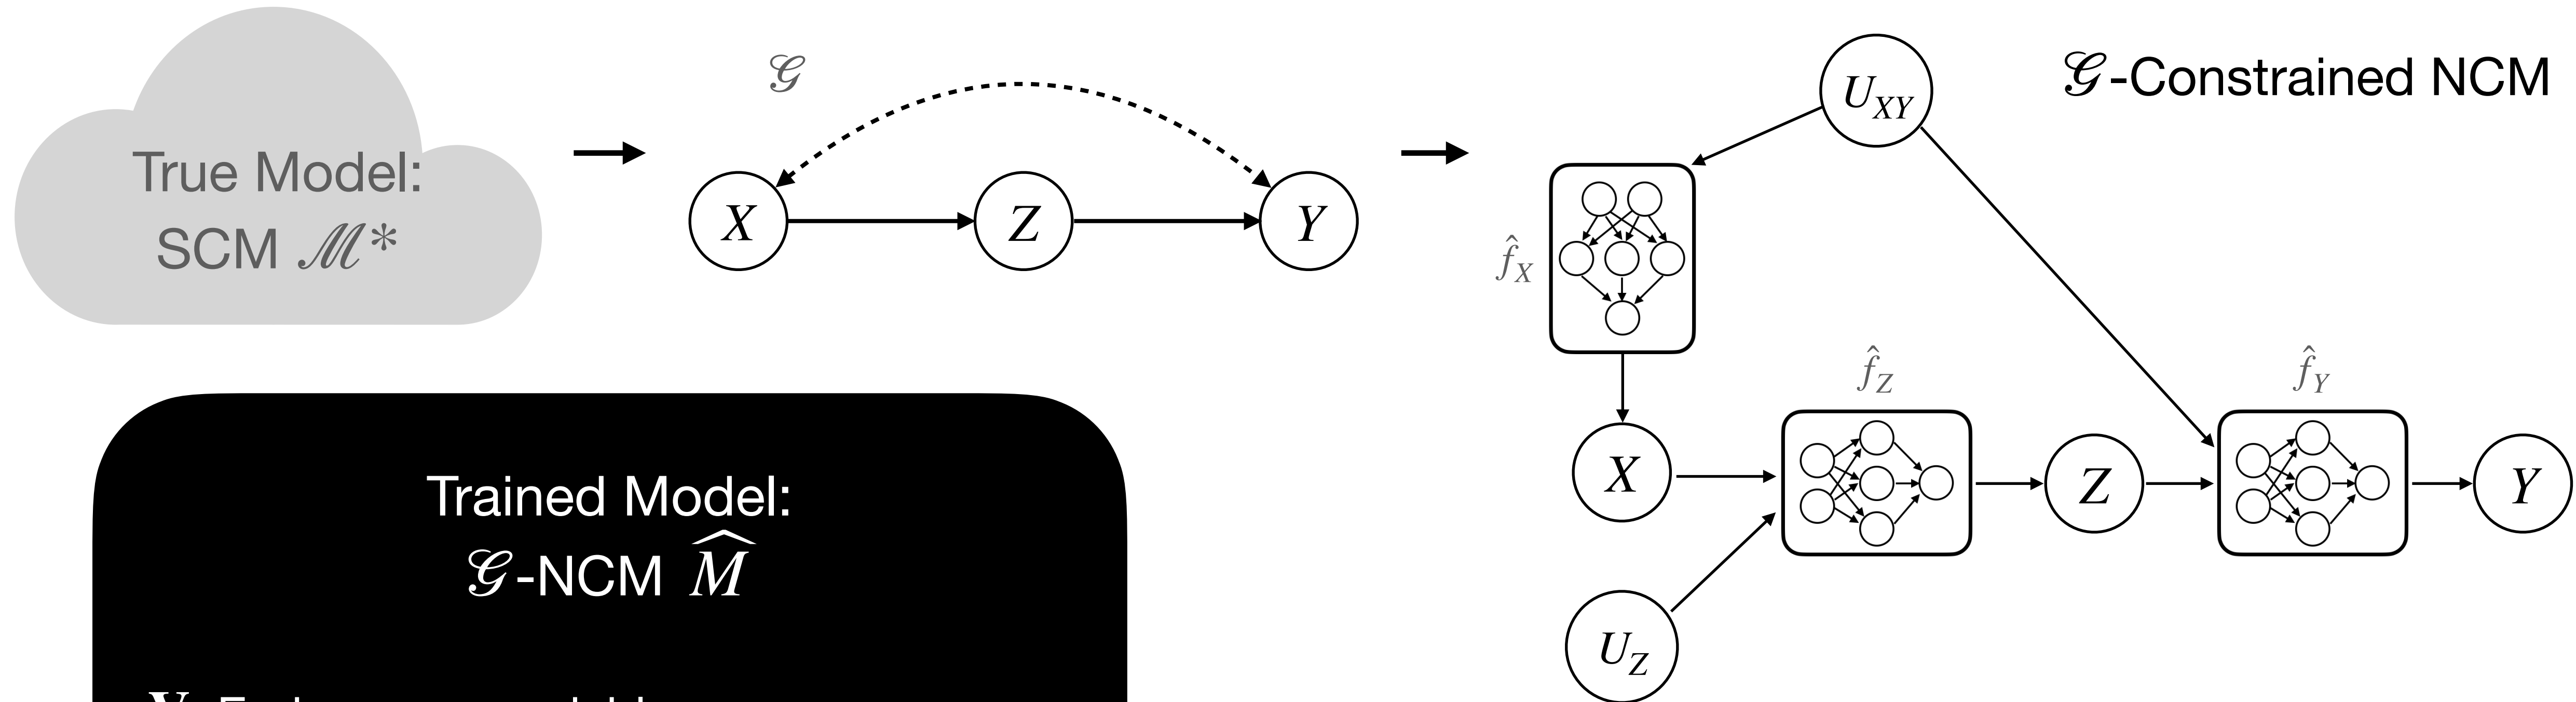 True Model:
SCM ℳ*
𝒢
X
Z
Y
U_XY
𝒢-Constrained NCM
f̂_X
X
f̂_Z
Z
f̂_Y
Y
U_Z
Trained Model:
𝒢-NCM M̂